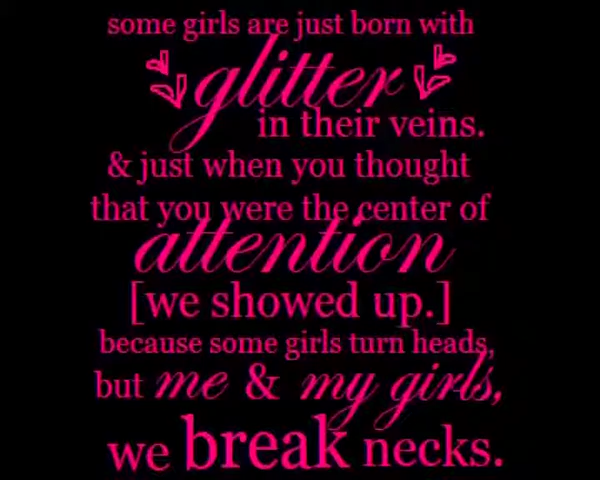 some girls are just born with
glitter
in their veins.
& just when you thought
that you were the center of
attention
[we showed up.]
because some girls turn heads,
but me & my girls,
we break necks.